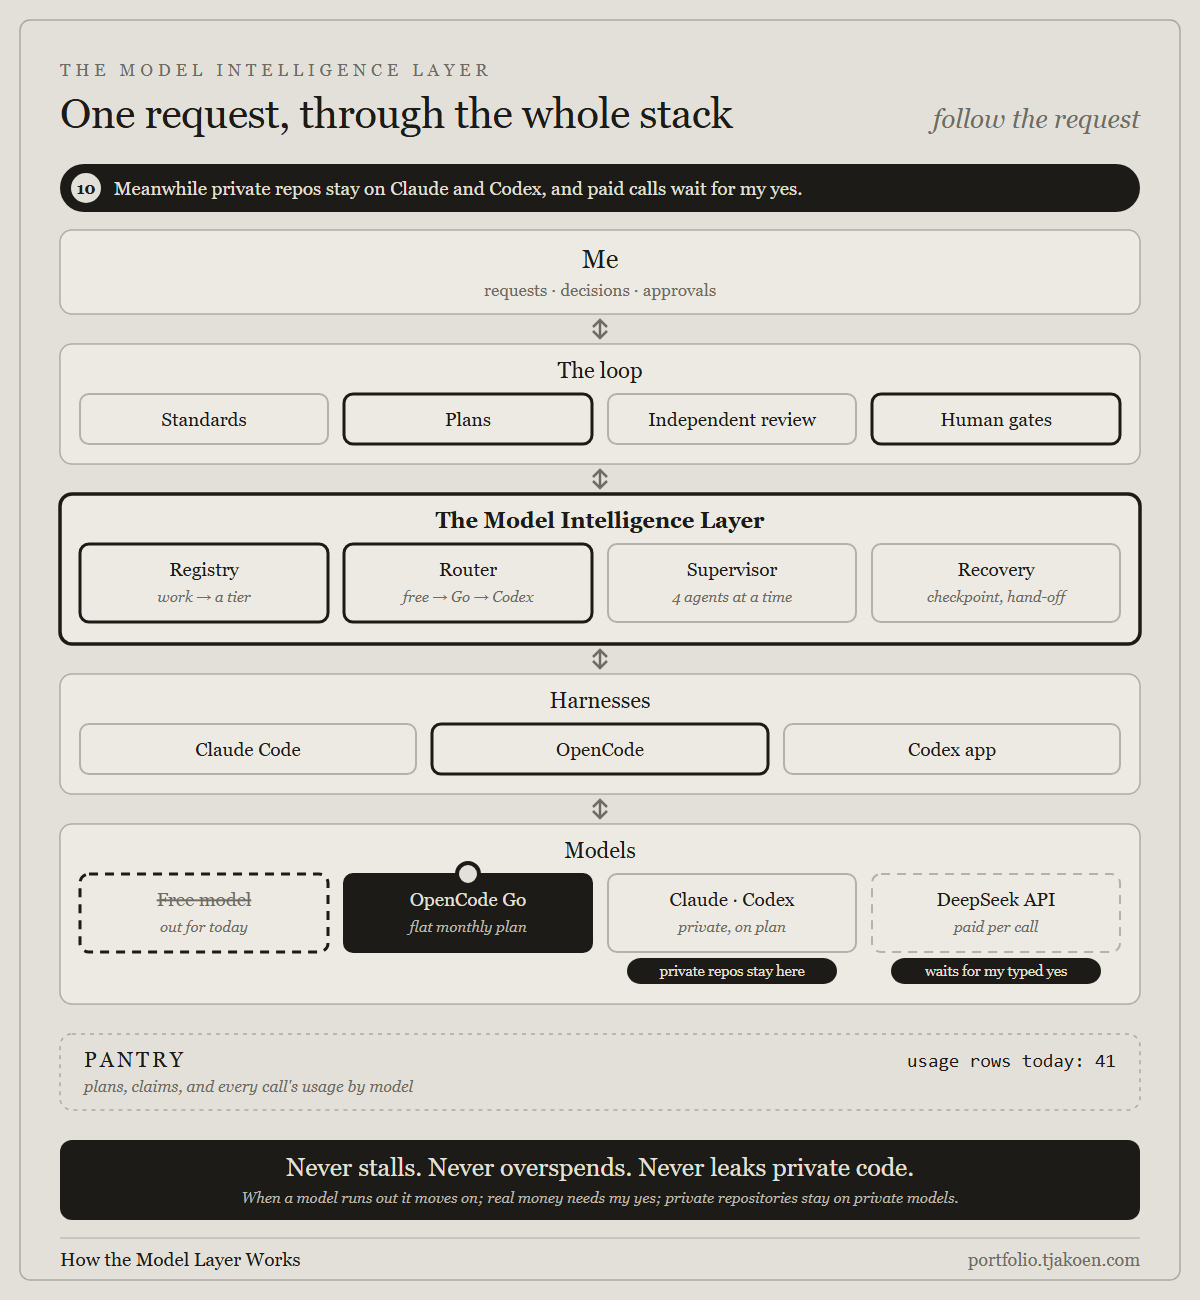 THE MODEL INTELLIGENCE LAYER
One request, through the whole stack
follow the request
10 Meanwhile private repos stay on Claude and Codex, and paid calls wait for my yes.
Me
requests · decisions · approvals
The loop
Standards
Plans
Independent review
Human gates
The Model Intelligence Layer
Registry
work → a tier
Router
free → Go → Codex
Supervisor
4 agents at a time
Recovery
checkpoint, hand-off
Harnesses
Claude Code
OpenCode
Codex app
Models
Free model
out for today
OpenCode Go
flat monthly plan
Claude · Codex
private, on plan
private repos stay here
DeepSeek API
paid per call
waits for my typed yes
PANTRY
plans, claims, and every call's usage by model
usage rows today: 41
Never stalls. Never overspends. Never leaks private code.
When a model runs out it moves on; real money needs my yes; private repositories stay on private models.
How the Model Layer Works
portfolio.tjakoen.com